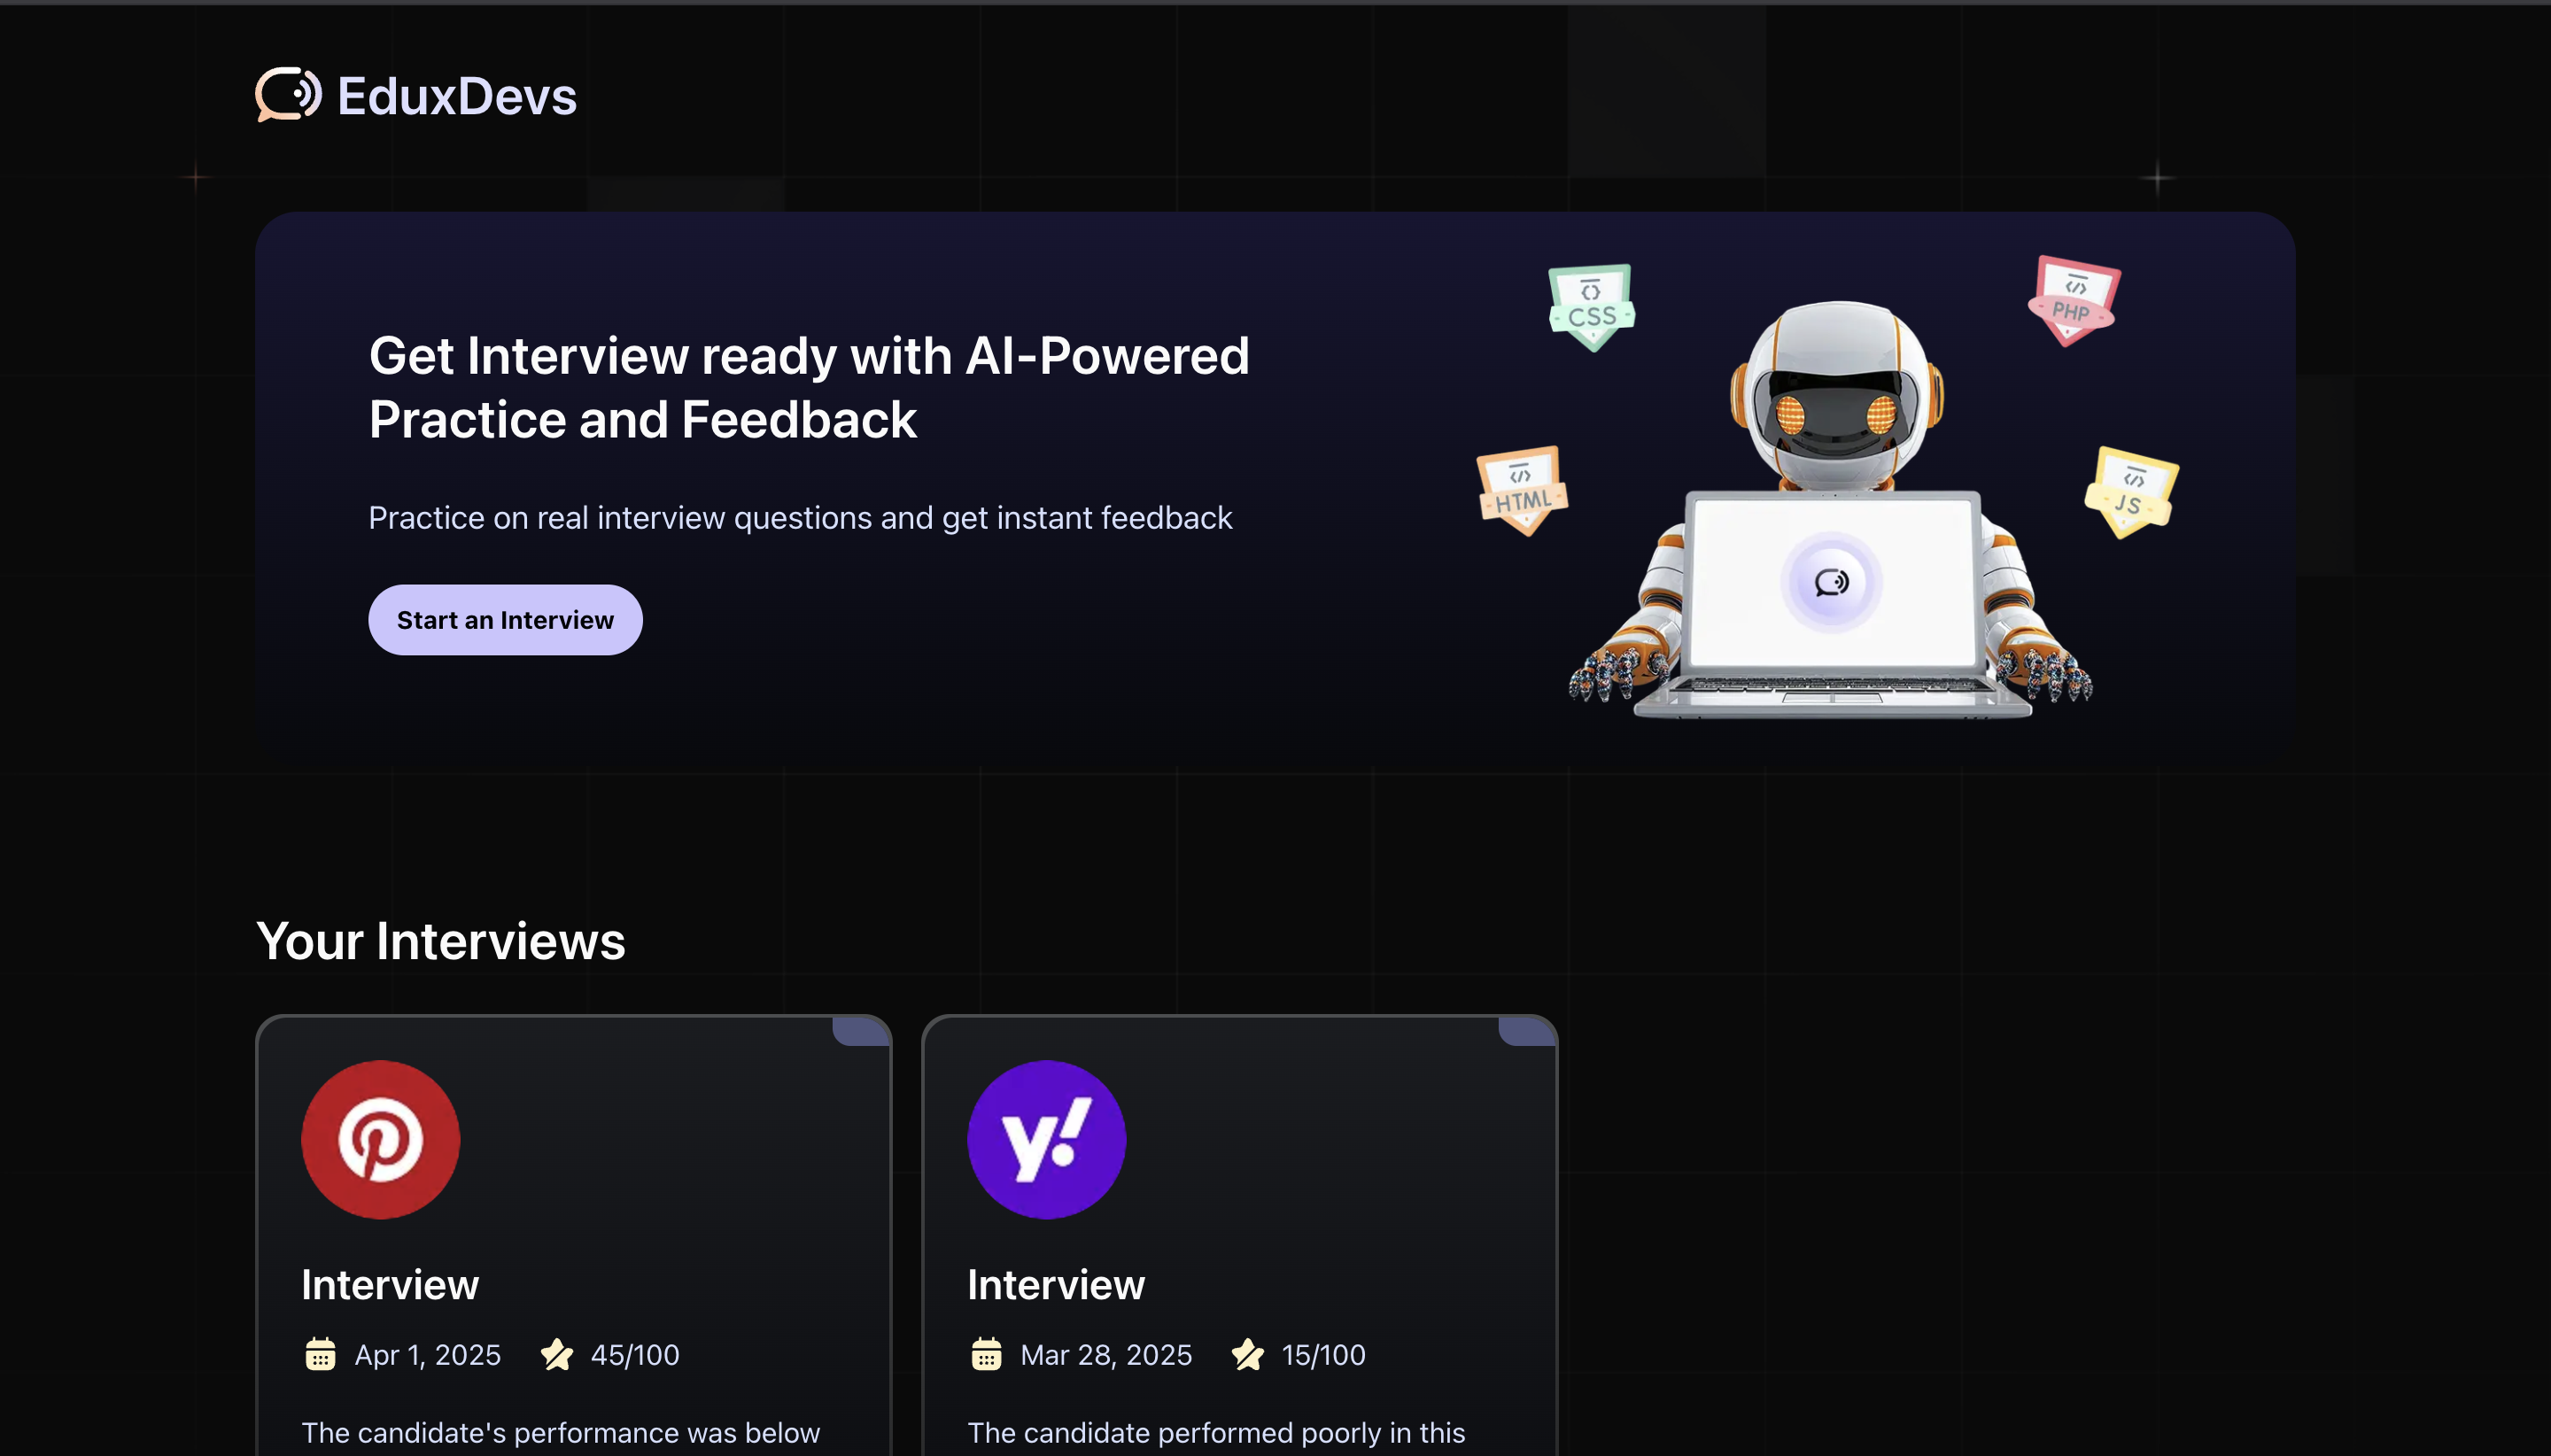 EduxDevs
Get Interview ready with AI-Powered
Practice and Feedback
Practice on real interview questions and get instant feedback
Start an Interview
CSS
PHP
HTML
JS
Your Interviews
Interview
Apr 1, 2025 45/100
The candidate's performance was below
Interview
Mar 28, 2025 15/100
The candidate performed poorly in this